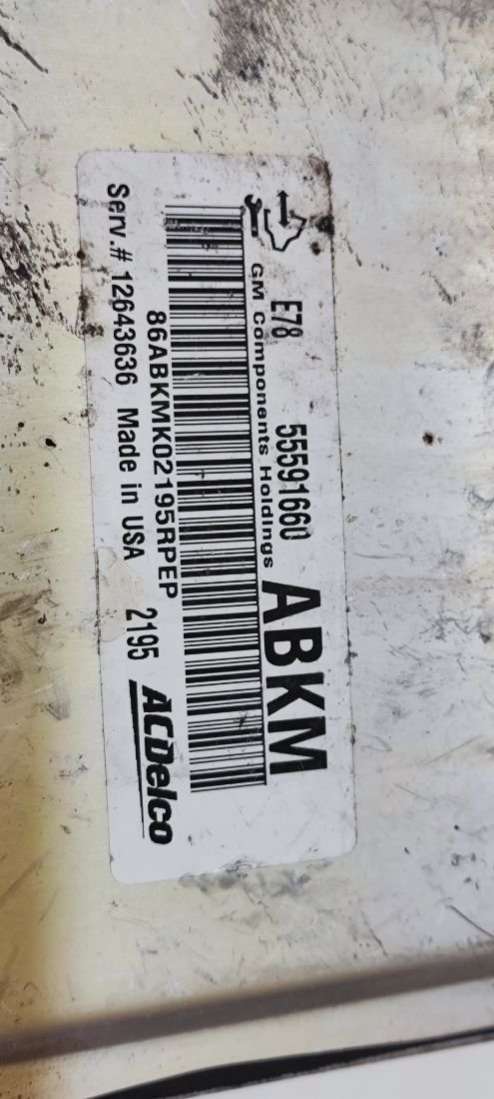 E78 55591660 ABKM
GM Components Holdings
86ABKMK02195RPEP
Serv.# 12643636 Made in USA 2195 ACDelco